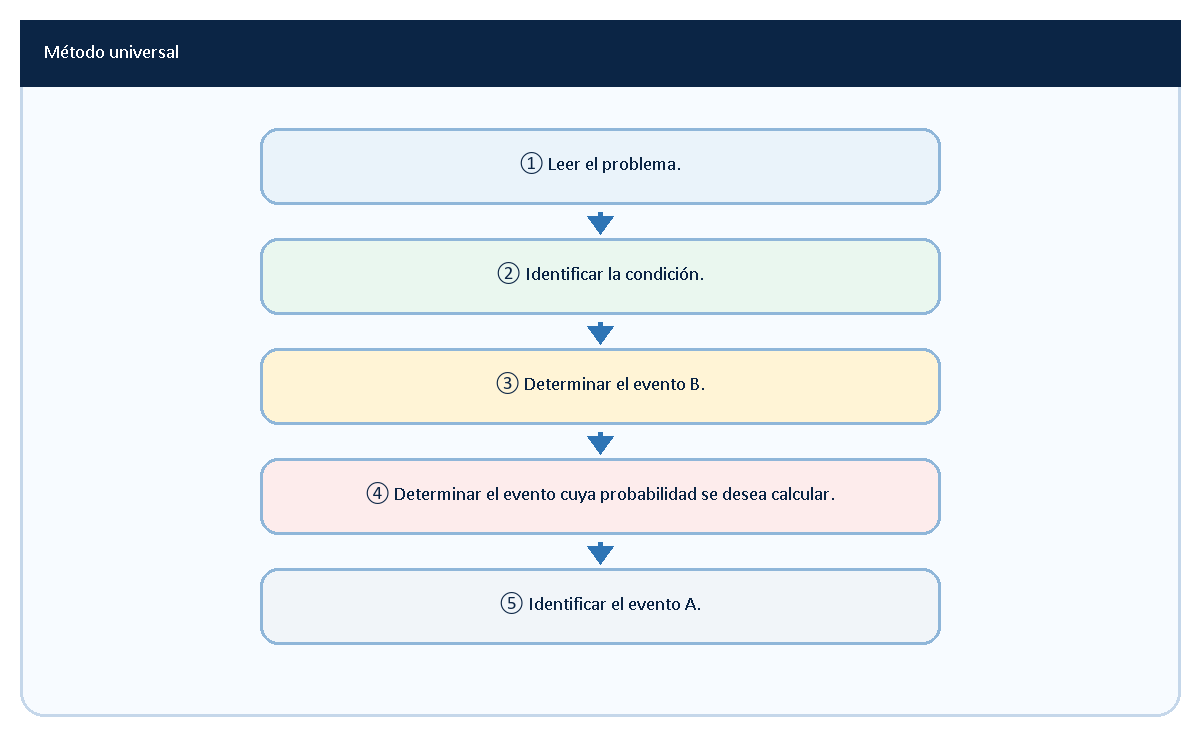 Método universal
① Leer el problema.
② Identificar la condición.
③ Determinar el evento B.
④ Determinar el evento cuya probabilidad se desea calcular.
⑤ Identificar el evento A.